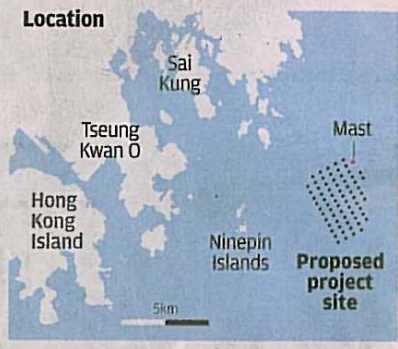 Location
Sai
Kung
Tseung
Kwan O
Mast
Hong
Kong
Island
Ninepin
Islands
Proposed
project
site
5km